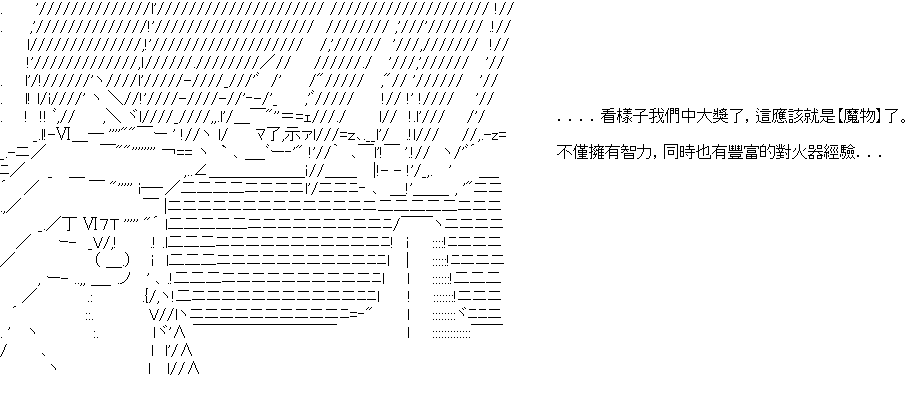 ....看樣子我們中大獎了，這應該就是【魔物】了。
不僅擁有智力，同時也有豐富的對火器經驗...